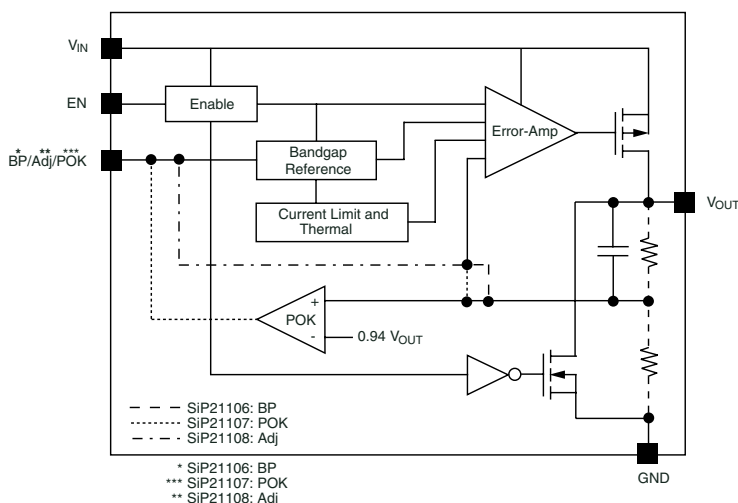 VIN
EN
Enable
Error-Amp
* ** ***
BP/Adj/POK
Bandgap
Reference
Current Limit and
Thermal
VOUT
+
POK
-
0.94 VOUT
SiP21106: BP
SiP21107: POK
SiP21108: Adj
GND
* SiP21106: BP
*** SiP21107: POK
** SiP21108: Adj